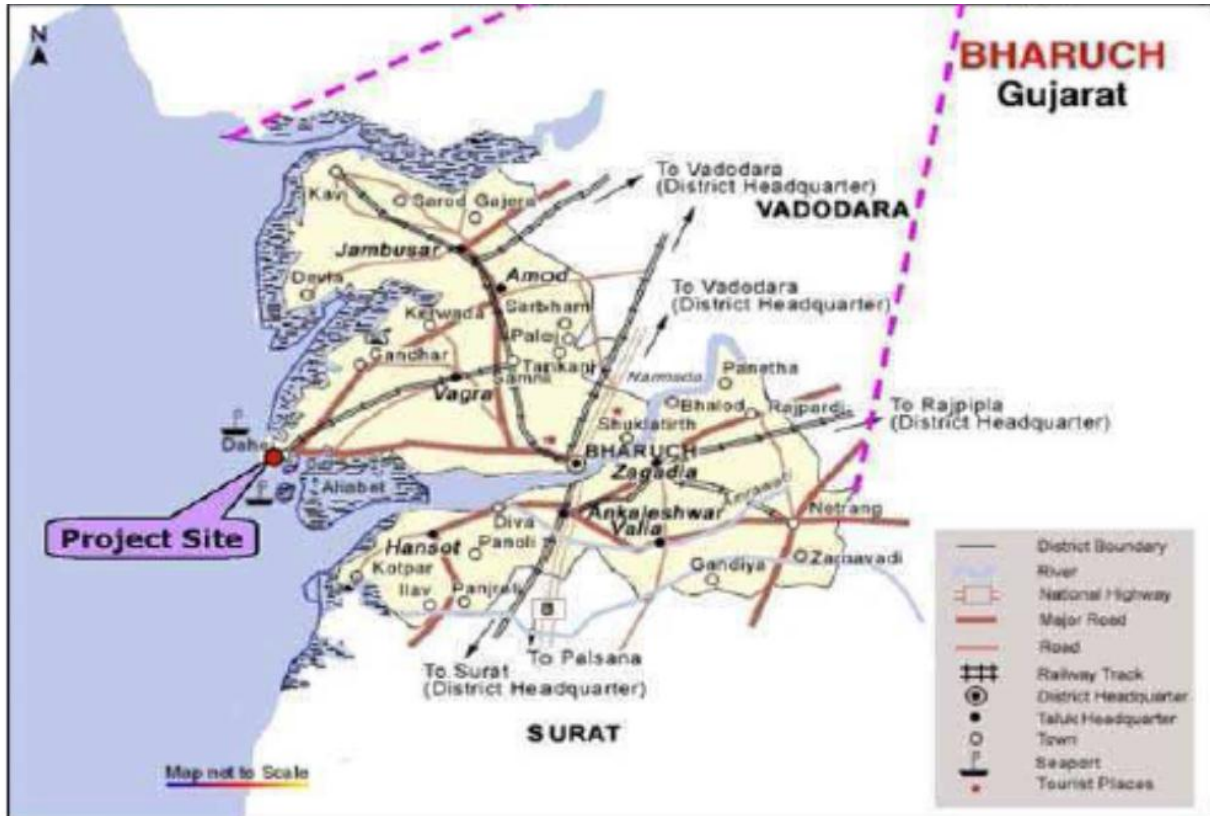 N
BHARUCH
Gujarat
To Vadodara
(District Headquarter)
VADODARA
Kavi
Sarod
Gajera
Jambusar
Amod
To Vadodara
(District Headquarter)
Devla
Kerwada
Sarbham
Palej
Gandhar
Tankari
Samni
Vagra
Narmada
Panetha
Bhalod
Rajpardi
To Rajpipla
(District Headquarter)
Shuklatirth
Dahej
BHARUCH
Zagadia
Aliabet
Amravati
Project Site
Diva
Ankaleshwar
Netrang
Hansot
Panoli
Valia
Kotpar
Gandiya
Ilav
Panjroli
8
To Surat
(District Headquarter)
To Palsana
SURAT
Map not to Scale
District Boundary
River
National Highway
Major Road
Road
Railway Track
District Headquarter
Taluk Headquarter
Town
Seaport
Tourist Places